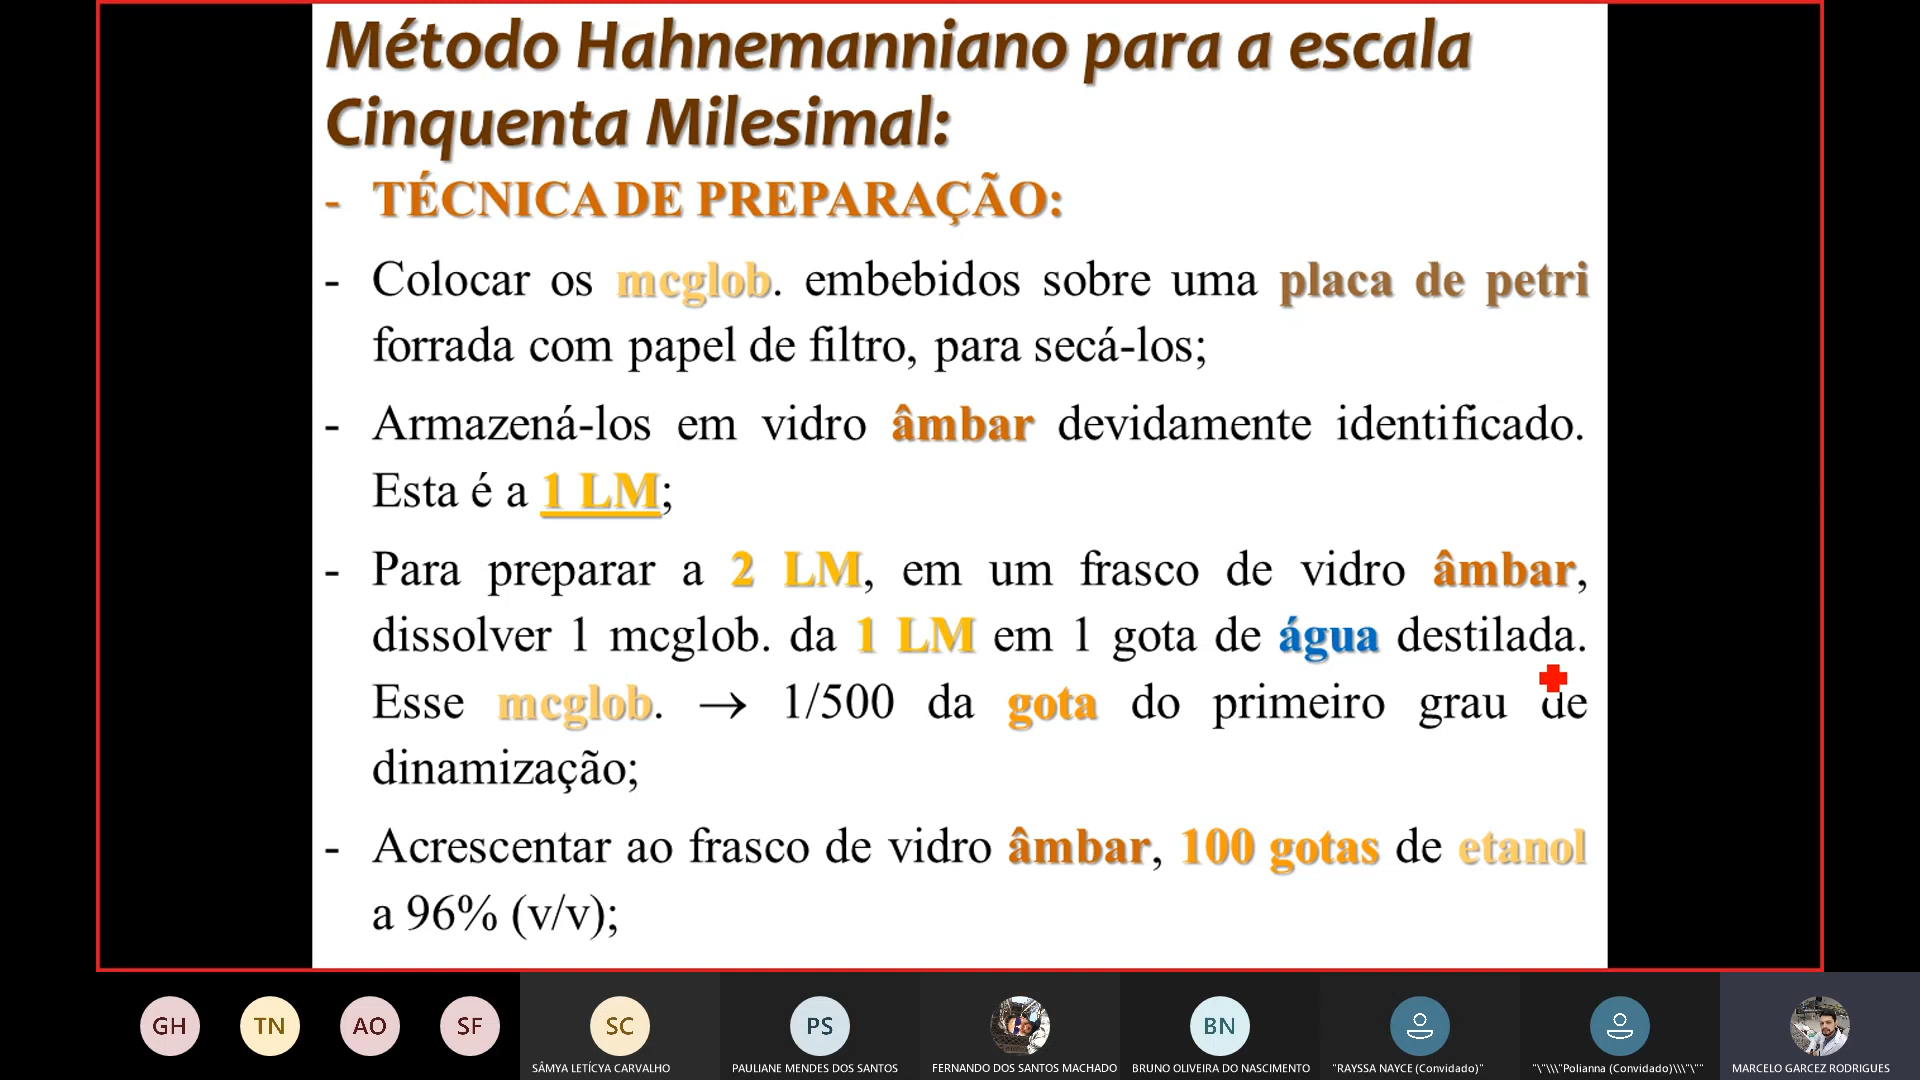 Método Hahnemanniano para a escala
Cinquenta Milesimal:
- TÉCNICA DE PREPARAÇÃO:
- Colocar os mcglob. embebidos sobre uma placa de petri
forrada com papel de filtro, para secá-los;
- Armazená-los em vidro âmbar devidamente identificado.
Esta é a 1 LM;
- Para preparar a 2 LM, em um frasco de vidro âmbar,
dissolver 1 mcglob. da 1 LM em 1 gota de água destilada.
Esse mcglob. → 1/500 da gota do primeiro grau de
dinamização;
- Acrescentar ao frasco de vidro âmbar, 100 gotas de etanol
a 96% (v/v);
GH TN AO SF SC PS BN
SÂMYA LETÍCYA CARVALHO PAULIANE MENDES DOS SANTOS FERNANDO DOS SANTOS MACHADO BRUNO OLIVEIRA DO NASCIMENTO "RAYSSA NAYCE (Convidado)" "\"\\\"Polianna (Convidado)\\\"\"" MARCELO GARCEZ RODRIGUES